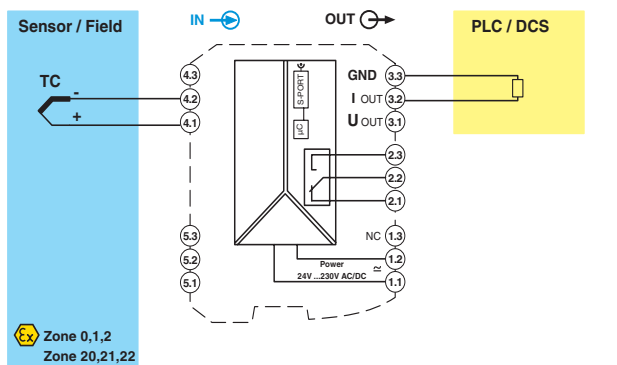 Sensor / Field
IN
OUT
PLC / DCS
TC
-
+
4.3
4.2
4.1
S-PORT
µC
GND
3.3
I OUT
3.2
U OUT
3.1
2.3
2.2
2.1
5.3
5.2
5.1
NC
1.3
Power
1.2
24V ...230V AC/DC
≂
1.1
Ex
Zone 0,1,2
Zone 20,21,22